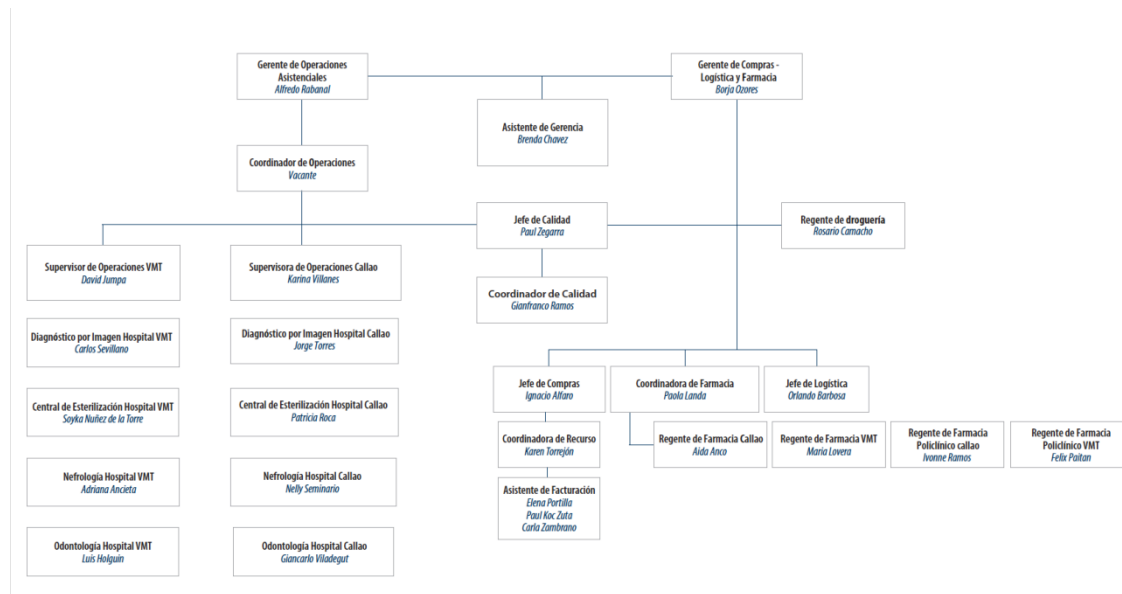 Gerente de Operaciones
Asistenciales
Alfredo Rabanal
Gerente de Compras -
Logística y Farmacia
Borja Ozores
Asistente de Gerencia
Brenda Chavez
Coordinador de Operaciones
Vacante
Jefe de Calidad
Paul Zegarra
Regente de droguería
Rosario Camacho
Supervisor de Operaciones VMT
David Jumpa
Supervisora de Operaciones Callao
Karina Villanes
Coordinador de Calidad
Gianfranco Ramos
Diagnóstico por Imagen Hospital VMT
Carlos Sevillano
Diagnóstico por Imagen Hospital Callao
Jorge Torres
Jefe de Compras
Ignacio Alfaro
Coordinadora de Farmacia
Paola Landa
Jefe de Logística
Orlando Barbosa
Central de Esterilización Hospital VMT
Soyka Nuñez de la Torre
Central de Esterilización Hospital Callao
Patricia Roca
Coordinadora de Recurso
Karen Torrejón
Regente de Farmacia Callao
Aida Anco
Regente de Farmacia VMT
Maria Lovera
Regente de Farmacia
Policlínico callao
Ivonne Ramos
Regente de Farmacia
Policlínico VMT
Felix Paitan
Nefrología Hospital VMT
Adriana Ancieta
Nefrología Hospital Callao
Nelly Seminario
Asistente de Facturación
Elena Portilla
Paul Koc Zuta
Carla Zambrano
Odontología Hospital VMT
Luis Holguin
Odontología Hospital Callao
Giancarlo Viladegut